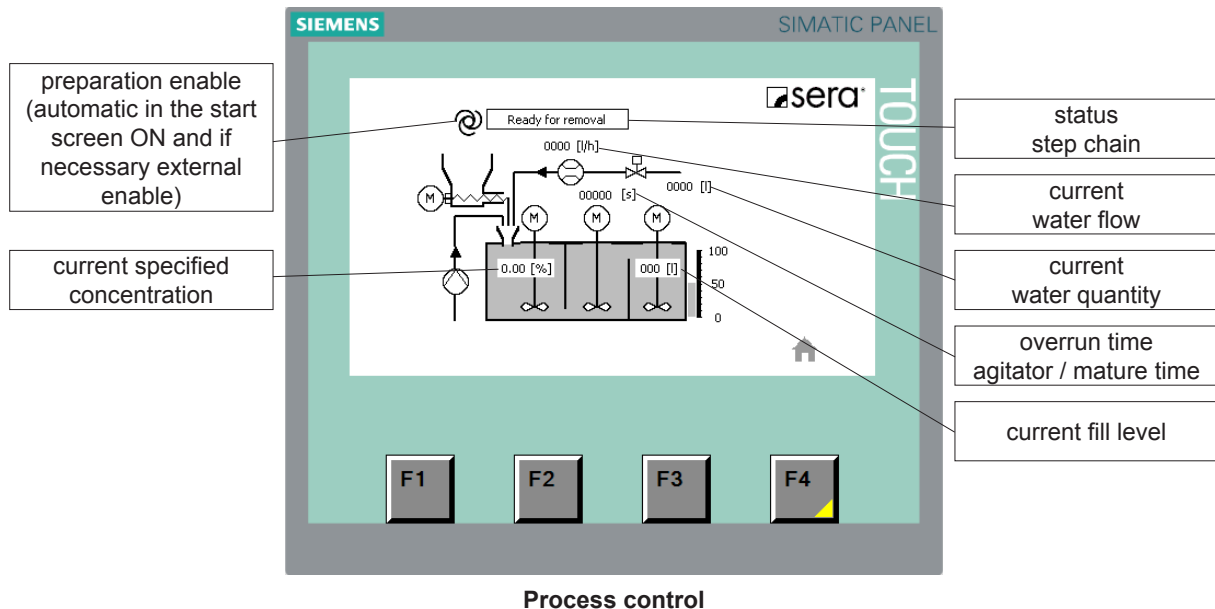 SIEMENS
SIMATIC PANEL
TOUCH
sera
preparation enable
(automatic in the start
screen ON and if
necessary external
enable)
current specified
concentration
Ready for removal
0000 [l/h]
0000 [l]
00000 [s]
M
M
M
M
0.00 [%]
000 [l]
100
50
0
status
step chain
current
water flow
current
water quantity
overrun time
agitator / mature time
current fill level
F1
F2
F3
F4
Process control